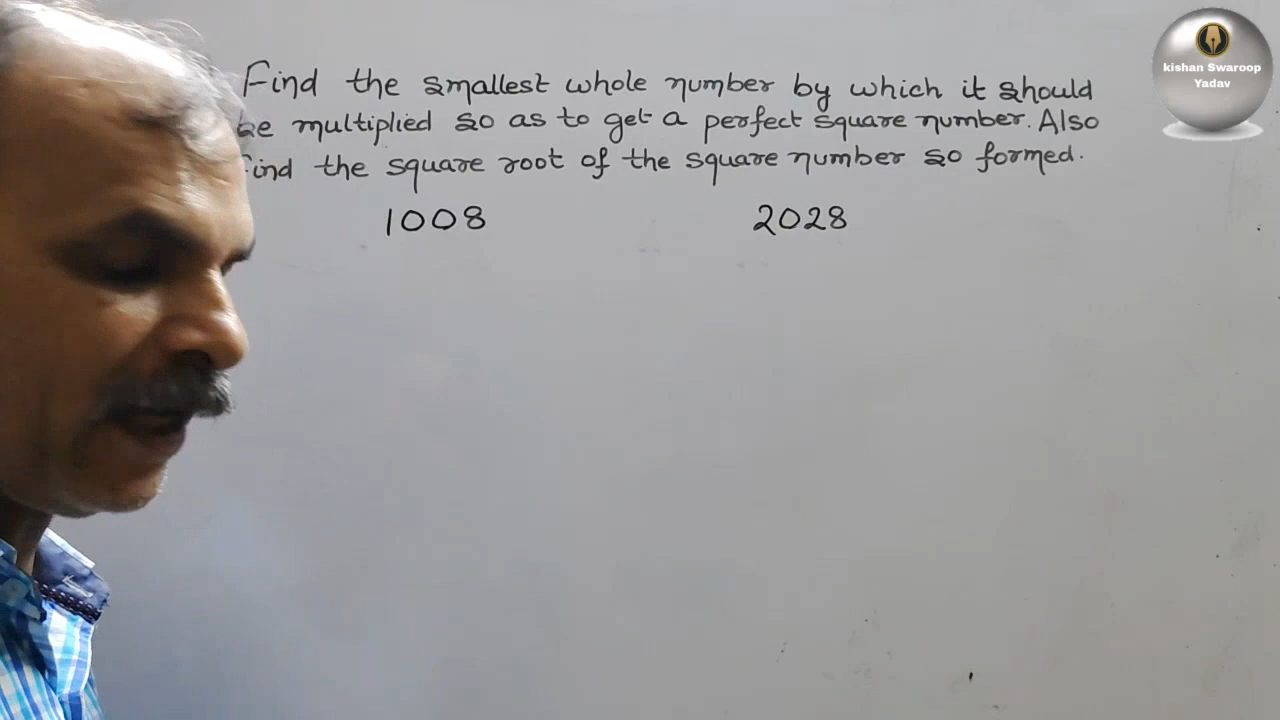 Find the smallest whole number by which it should
be multiplied so as to get a perfect square number. Also
find the square root of the square number so formed.
1008 2028
kishan Swaroop
Yadav